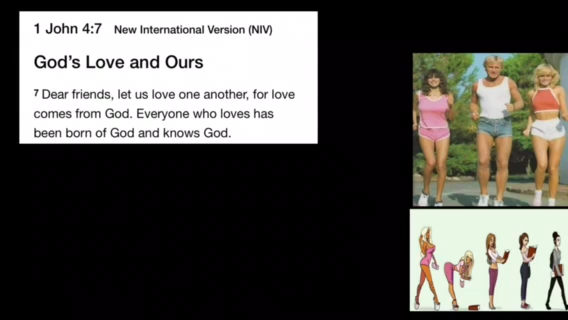 1 John 4:7 New International Version (NIV)
God's Love and Ours
7 Dear friends, let us love one another, for love
comes from God. Everyone who loves has
been born of God and knows God.